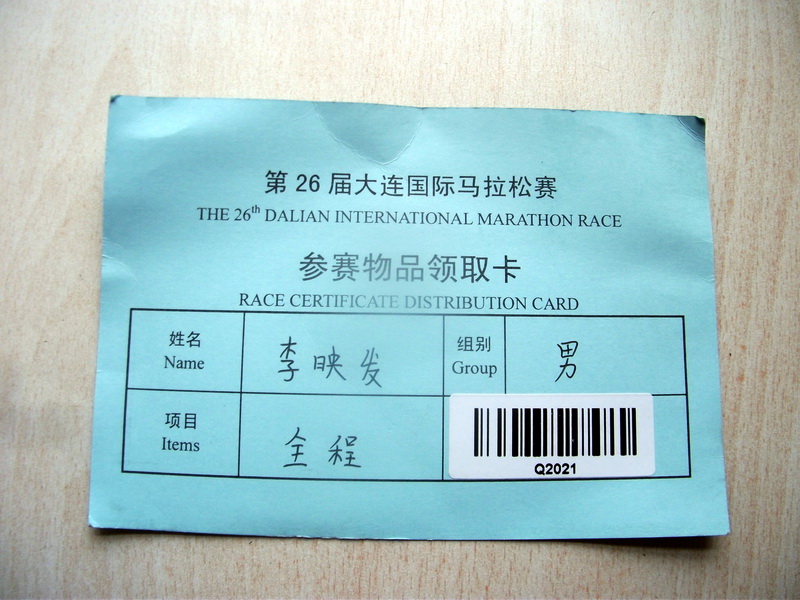 第 26 届大连国际马拉松赛
THE 26th DALIAN INTERNATIONAL MARATHON RACE
参赛物品领取卡
RACE CERTIFICATE DISTRIBUTION CARD
姓名
Name
李映发
组别
Group
男
项目
Items
全程
Q2021